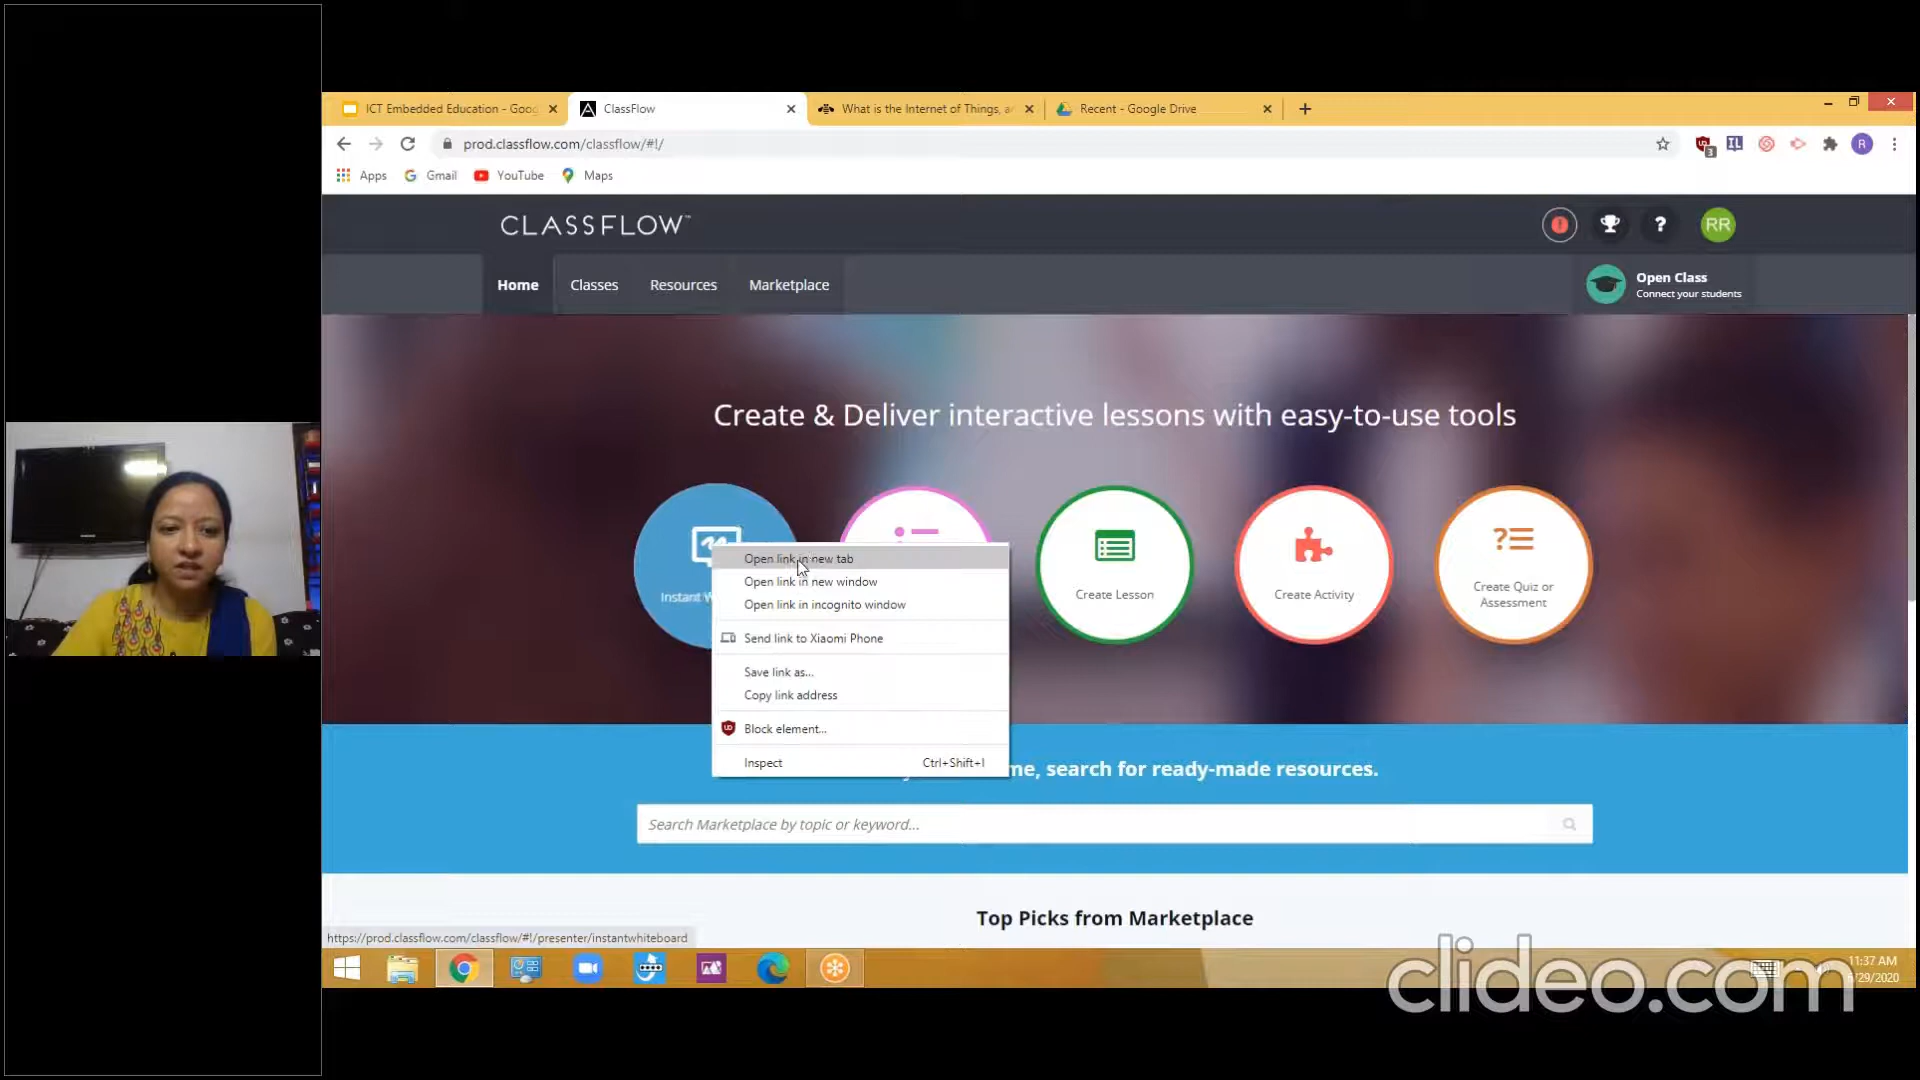 ICT Embedded Education - Goog
ClassFlow
What is the Internet of Things, a
Recent - Google Drive
prod.classflow.com/classflow/#!/
R
Apps
Gmail
YouTube
Maps
CLASSFLOW™
RR
Home
Classes
Resources
Marketplace
Open Class
Connect your students
Create & Deliver interactive lessons with easy-to-use tools
Instant
Create Lesson
Create Activity
Create Quiz or
Assessment
Open link in new tab
Open link in new window
Open link in incognito window
Send link to Xiaomi Phone
Save link as...
Copy link address
Block element...
Inspect Ctrl+Shift+I
me, search for ready-made resources.
Search Marketplace by topic or keyword...
Top Picks from Marketplace
https://prod.classflow.com/classflow/#!/presenter/instantwhiteboard
11:37 AM
/29/2020
clideo.com